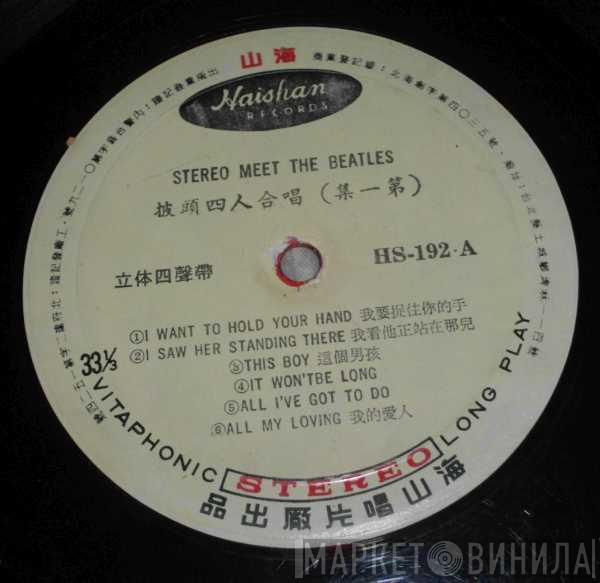 海山
Haishan
RECORDS
STEREO MEET THE BEATLES
披頭四人合唱（第一集）
立体四聲帶
HS-192·A
①I WANT TO HOLD YOUR HAND 我要捉住你的手
②I SAW HER STANDING THERE 我看他正站在那兒
③THIS BOY 這個男孩
④IT WON'TBE LONG
⑤ALL I'VE GOT TO DO
⑥ALL MY LOVING 我的愛人
33⅓
VITAPHONIC STEREO LONG PLAY
海山唱片廠出品
МАРКЕТ ВИНИЛА